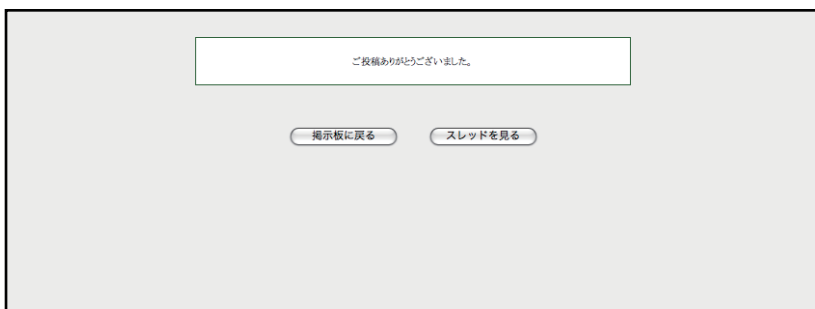 ご投稿ありがとうございました。
掲示板に戻る
スレッドを見る